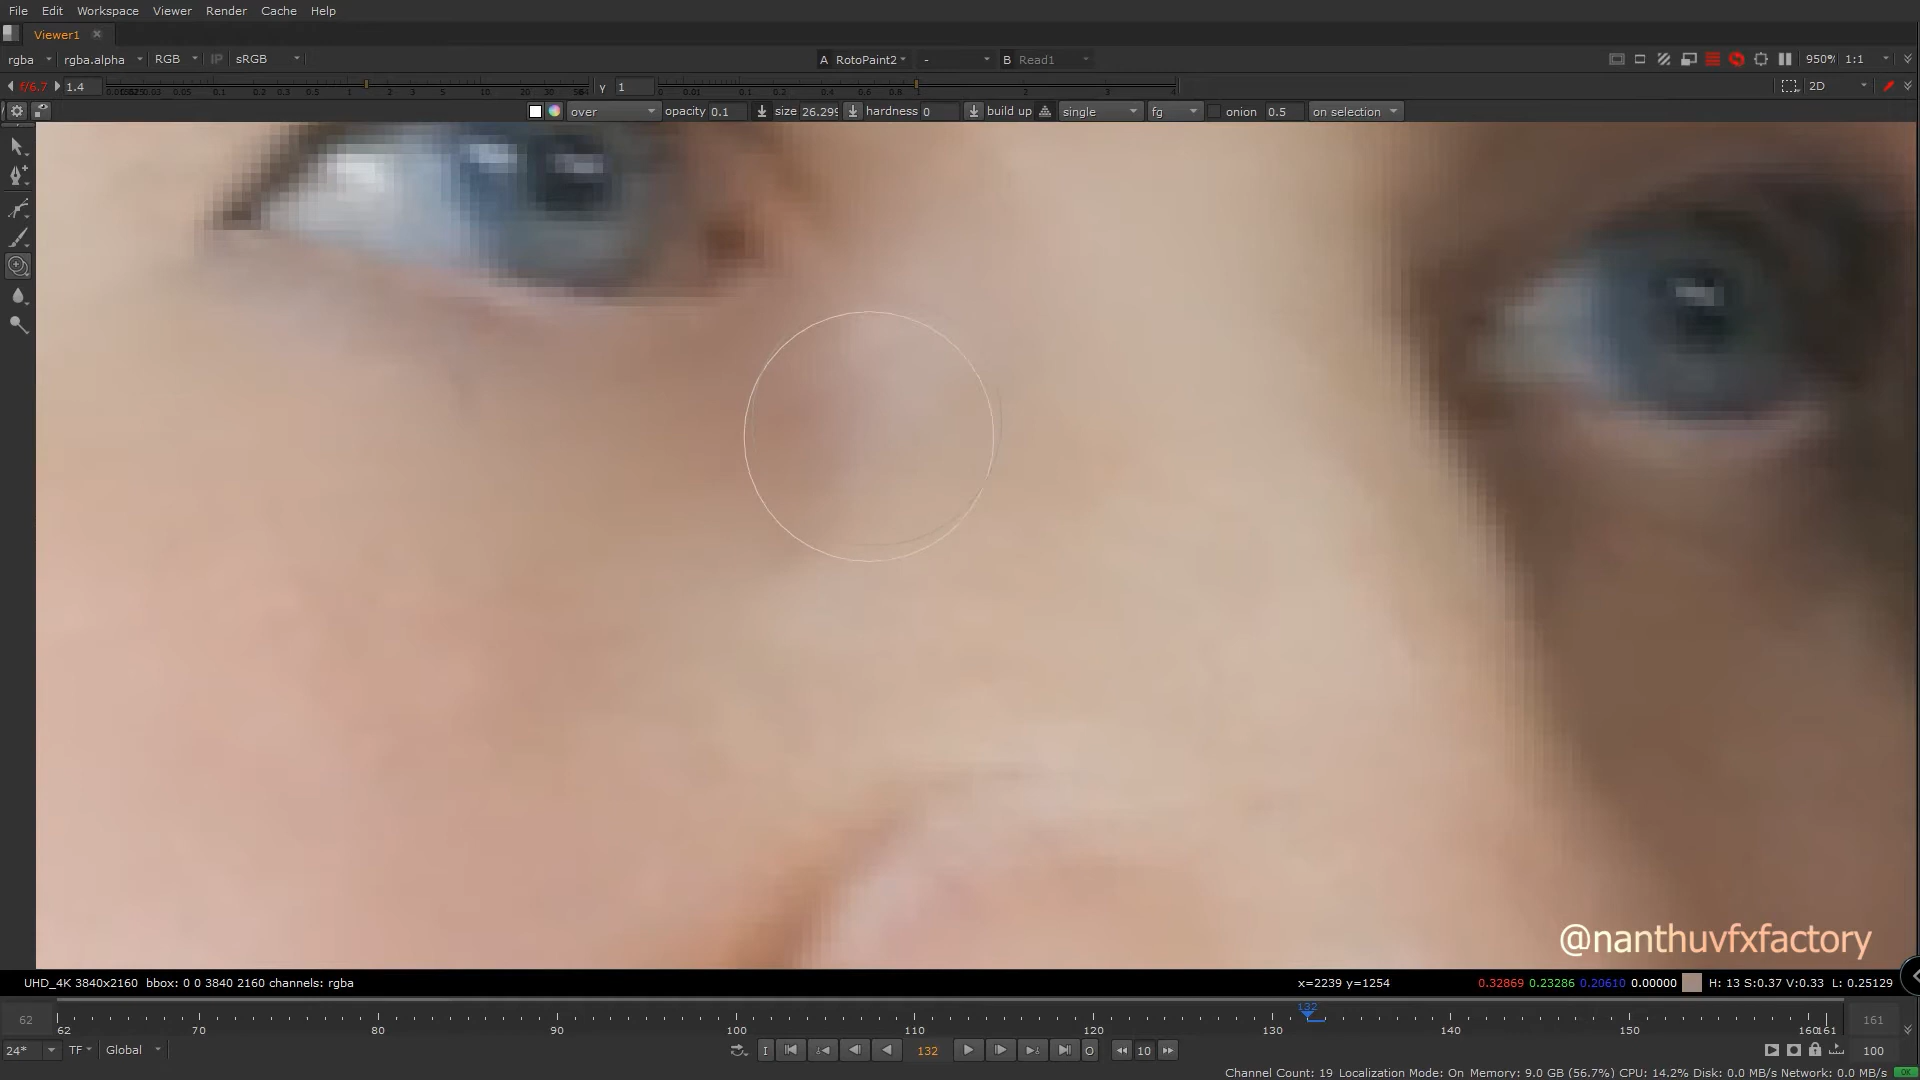 File Edit Workspace Viewer Render Cache Help
Viewer1
rgba rgba.alpha RGB IP sRGB A RotoPaint2 - B Read1 950% 1:1
f/6.7 1.4 γ 1 2D
over opacity 0.1 size 26.299 hardness 0 build up single fg onion 0.5 on selection
@nanthuvfxfactory
UHD_4K 3840x2160 bbox: 0 0 3840 2160 channels: rgba x=2239 y=1254 0.32869 0.23286 0.20610 0.00000 H: 13 S:0.37 V:0.33 L: 0.25129
132
62 161
62 70 80 90 100 110 120 130 140 150 160 161
24* TF Global I 132 O 10 100
Channel Count: 19 Localization Mode: On Memory: 9.0 GB (56.7%) CPU: 14.2% Disk: 0.0 MB/s Network: 0.0 MB/s OK